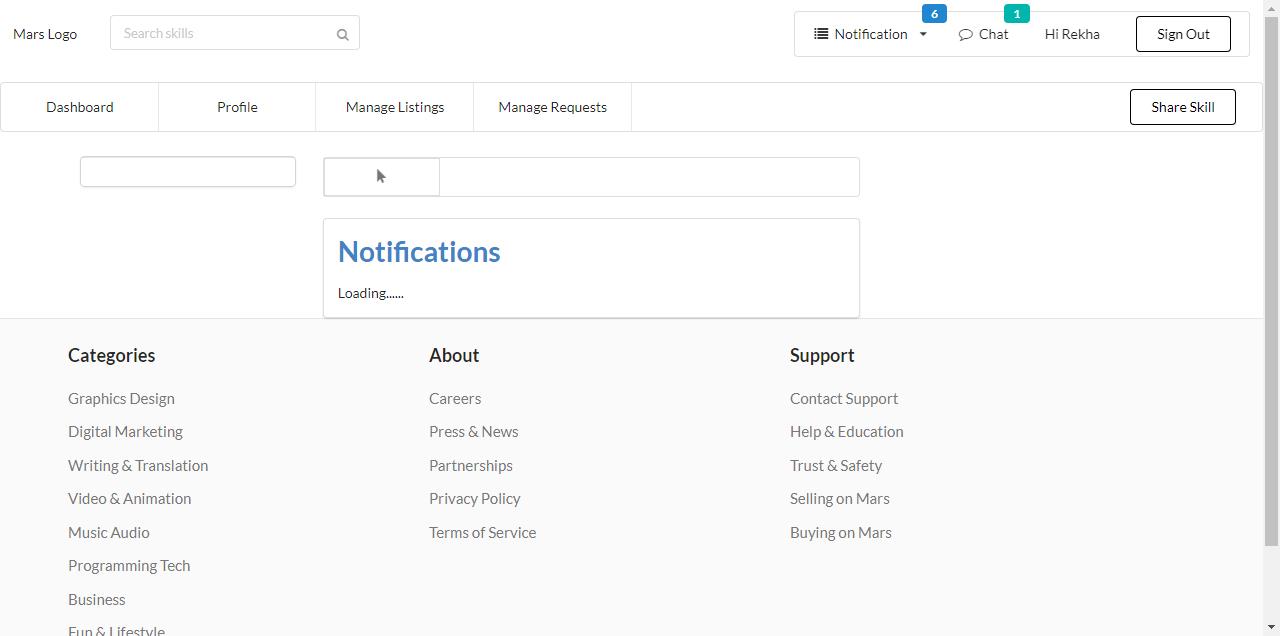 Mars Logo
Search skills
Notification
6
Chat
1
Hi Rekha
Sign Out
Dashboard
Profile
Manage Listings
Manage Requests
Share Skill
Notifications
Loading......
Categories
Graphics Design
Digital Marketing
Writing & Translation
Video & Animation
Music Audio
Programming Tech
Business
Fun & Lifestyle
About
Careers
Press & News
Partnerships
Privacy Policy
Terms of Service
Support
Contact Support
Help & Education
Trust & Safety
Selling on Mars
Buying on Mars